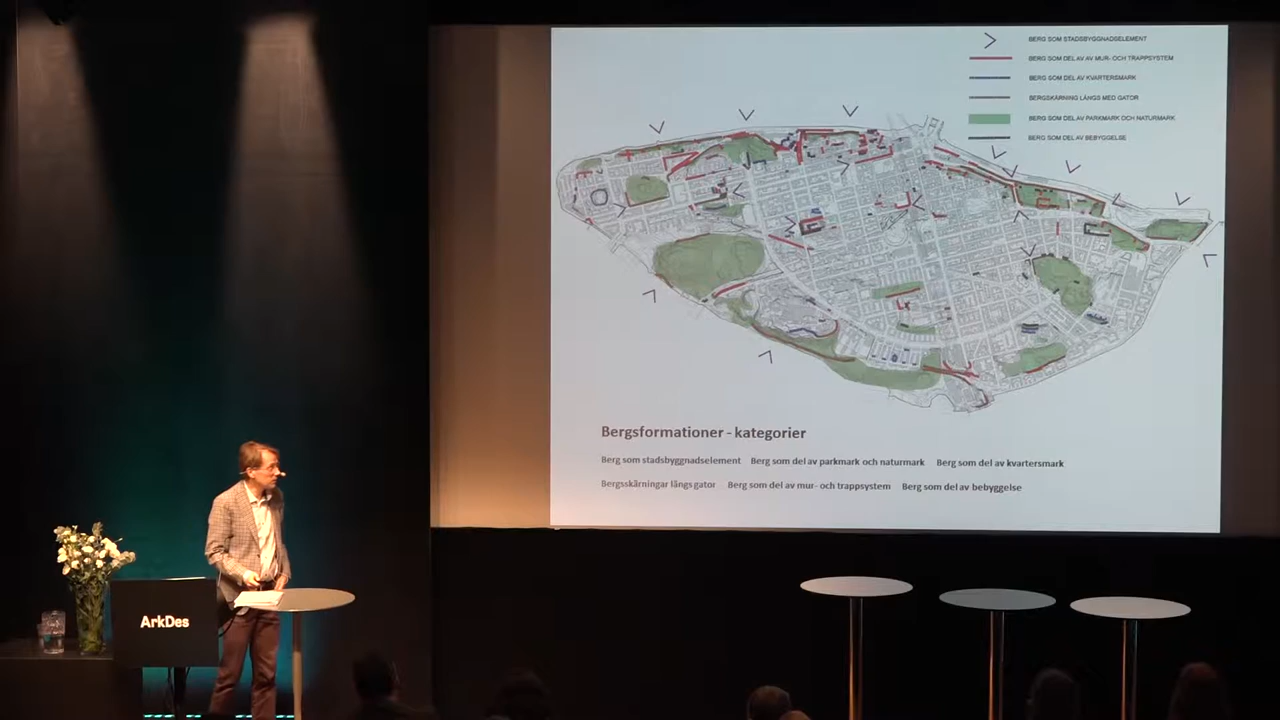 BERG SOM STADSBYGGNADSELEMENT
BERG SOM DEL AV AV MUR- OCH TRAPPSYSTEM
BERG SOM DEL AV KVARTERSMARK
BERGSKÄRNING LÄNGS MED GATOR
BERG SOM DEL AV PARKMARK OCH NATURMARK
BERG SOM DEL AV BEBYGGELSE
Bergsformationer - kategorier
Berg som stadsbyggnadselement Berg som del av parkmark och naturmark Berg som del av kvartersmark
Bergsskärningar längs gator Berg som del av mur- och trappsystem Berg som del av bebyggelse
ArkDes